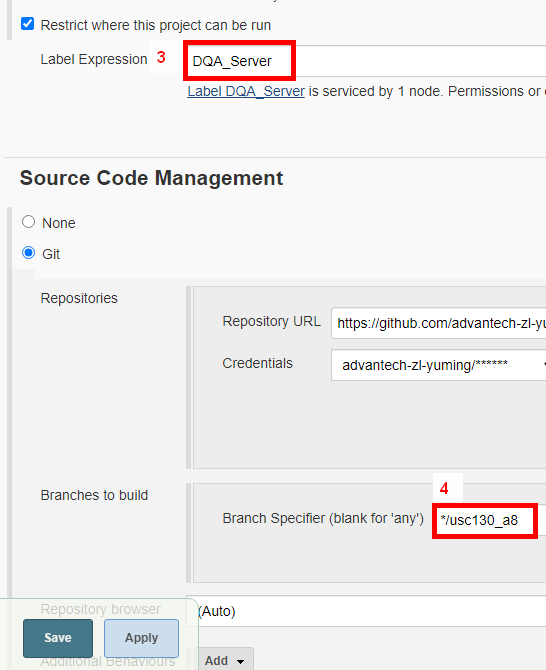 Restrict where this project can be run
Label Expression 3 DQA_Server
Label DQA_Server is serviced by 1 node. Permissions or
Source Code Management
None
Git
Repositories
Repository URL https://github.com/advantech-zl-yu
Credentials advantech-zl-yuming/******
4
Branches to build
Branch Specifier (blank for 'any') */usc130_a8
Repository browser (Auto)
Save Apply
Additional Behaviours Add